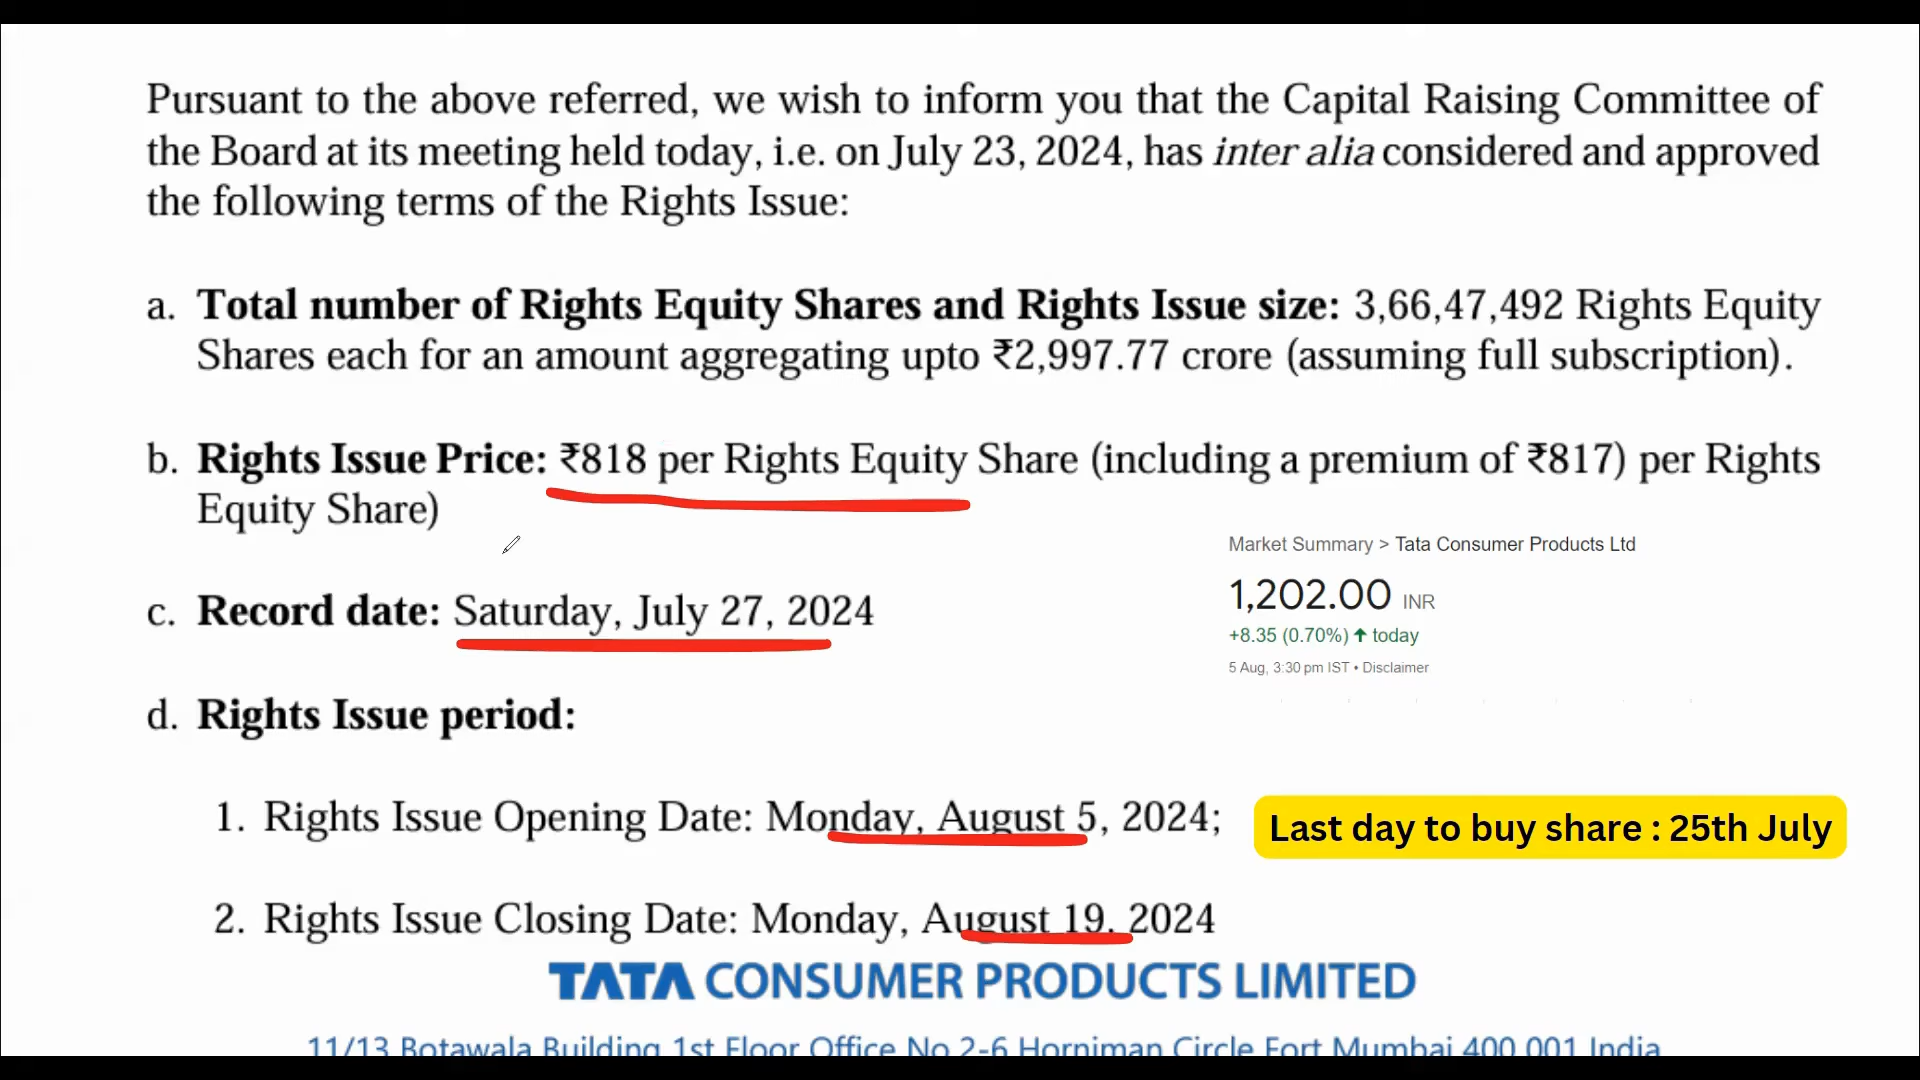 Pursuant to the above referred, we wish to inform you that the Capital Raising Committee of
the Board at its meeting held today, i.e. on July 23, 2024, has inter alia considered and approved
the following terms of the Rights Issue:
a. Total number of Rights Equity Shares and Rights Issue size: 3,66,47,492 Rights Equity
Shares each for an amount aggregating upto ₹2,997.77 crore (assuming full subscription).
b. Rights Issue Price: ₹818 per Rights Equity Share (including a premium of ₹817) per Rights
Equity Share)
Market Summary > Tata Consumer Products Ltd
1,202.00 INR
+8.35 (0.70%) ↑ today
5 Aug, 3:30 pm IST • Disclaimer
c. Record date: Saturday, July 27, 2024
d. Rights Issue period:
1. Rights Issue Opening Date: Monday, August 5, 2024;
Last day to buy share : 25th July
2. Rights Issue Closing Date: Monday, August 19, 2024
TATA CONSUMER PRODUCTS LIMITED
11/13 Botawala Building 1st Floor Office No 2-6 Horniman Circle Fort Mumbai 400 001 India